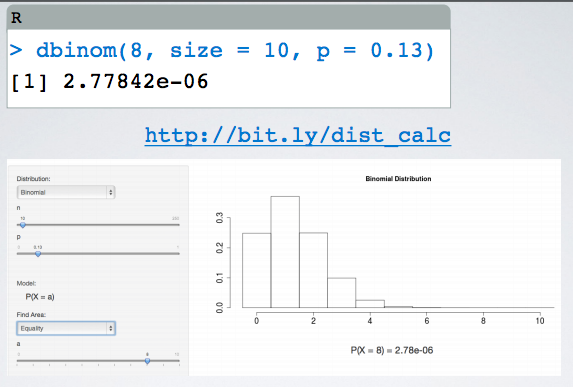 R
> dbinom(8, size = 10, p = 0.13)
[1] 2.77842e-06
http://bit.ly/dist_calc
Distribution:
Binomial
n
10
p
0 0.13 1
Model:
P(X = a)
Find Area:
Equality
a
0 8 10
Binomial Distribution
0.3
0.2
0.1
0.0
0 2 4 6 8 10
P(X = 8) = 2.78e-06